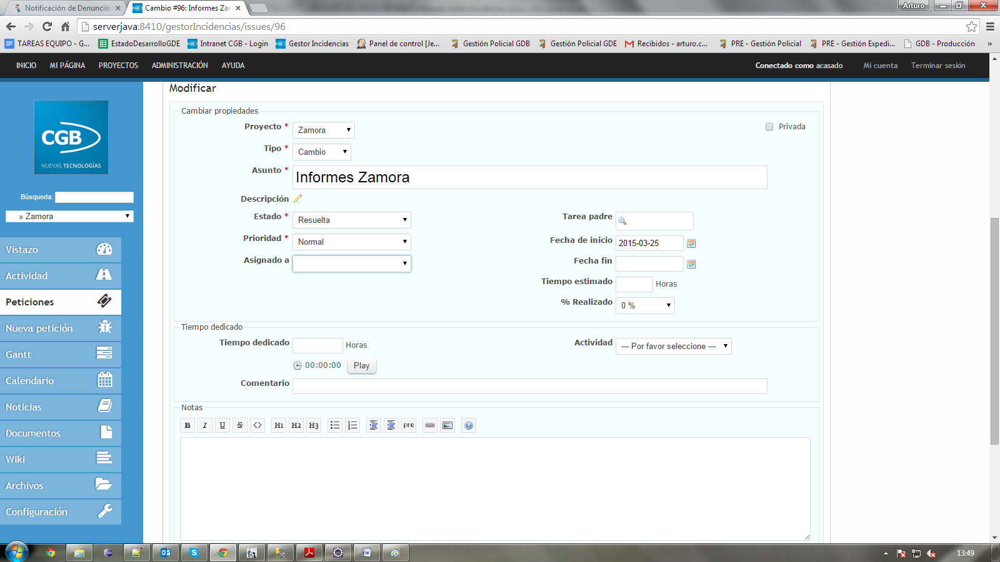 Notificación de Denuncia
Cambio #96: Informes Zar
Arturo
serverjava:8410/gestorIncidencias/issues/96
TAREAS EQUIPO - G...
EstadoDesarrolloGDE
Intranet CGB - Login
Gestor Incidencias
Panel de control [Je...
Gestión Policial GDB
Gestión Policial GDE
Recibidos - arturo.c...
PRE - Gestión Policial
PRE - Gestión Expedi...
GDB - Producción
»
INICIO
MI PÁGINA
PROYECTOS
ADMINISTRACIÓN
AYUDA
Conectado como acasado
Mi cuenta
Terminar sesión
CGB
NUEVAS TECNOLOGÍAS
Búsqueda:
» Zamora
Vistazo
Actividad
Peticiones
Nueva petición
Gantt
Calendario
Noticias
Documentos
Wiki
Archivos
Configuración
Modificar
Cambiar propiedades
Proyecto * Zamora
Privada
Tipo * Cambio
Asunto * Informes Zamora
Descripción
Estado * Resuelta
Tarea padre
Prioridad * Normal
Fecha de inicio 2015-03-25
Asignado a
Fecha fin
Tiempo estimado Horas
% Realizado 0 %
Tiempo dedicado
Tiempo dedicado Horas
Actividad --- Por favor seleccione ---
00:00:00 Play
Comentario
Notas
B I U S <> H1 H2 H3 pre ?
13:49